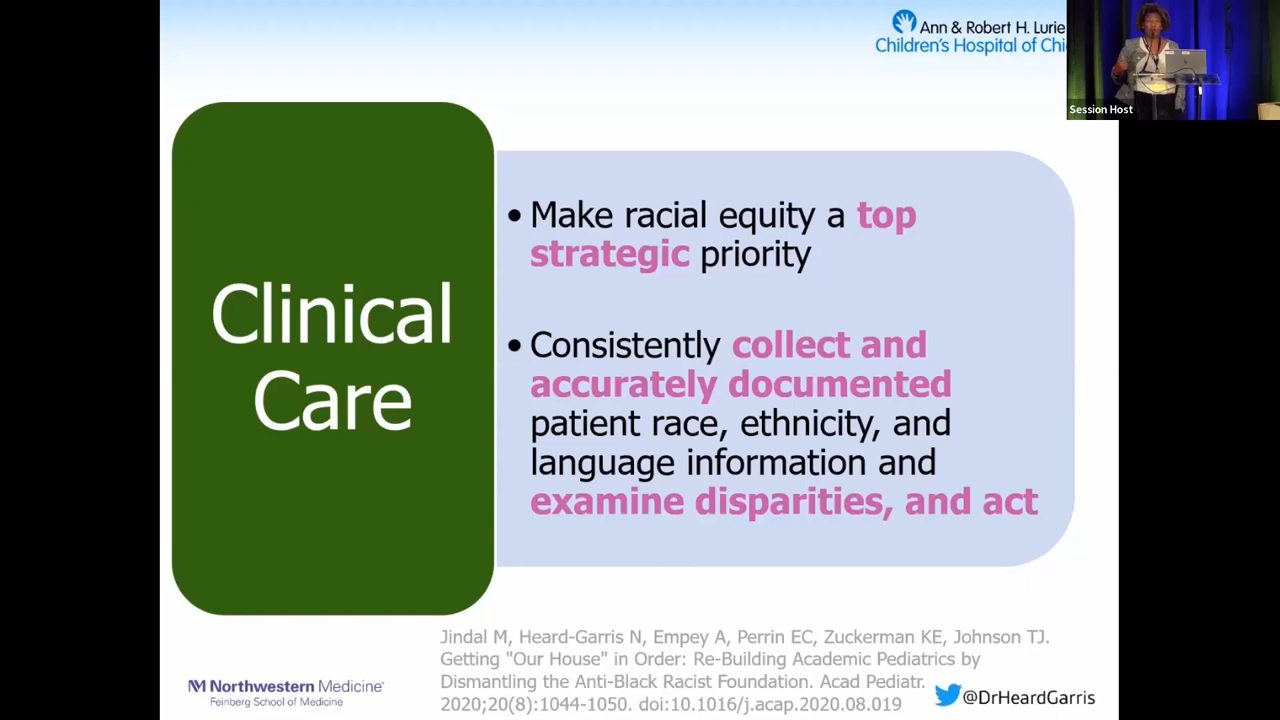 Ann & Robert H. Lurie
Children's Hospital of Chi
Session Host
Clinical
Care
• Make racial equity a top
strategic priority
• Consistently collect and
accurately documented
patient race, ethnicity, and
language information and
examine disparities, and act
Jindal M, Heard-Garris N, Empey A, Perrin EC, Zuckerman KE, Johnson TJ.
Getting "Our House" in Order: Re-Building Academic Pediatrics by
Dismantling the Anti-Black Racist Foundation. Acad Pediatr.
2020;20(8):1044-1050. doi:10.1016/j.acap.2020.08.019
Northwestern Medicine®
Feinberg School of Medicine
@DrHeardGarris